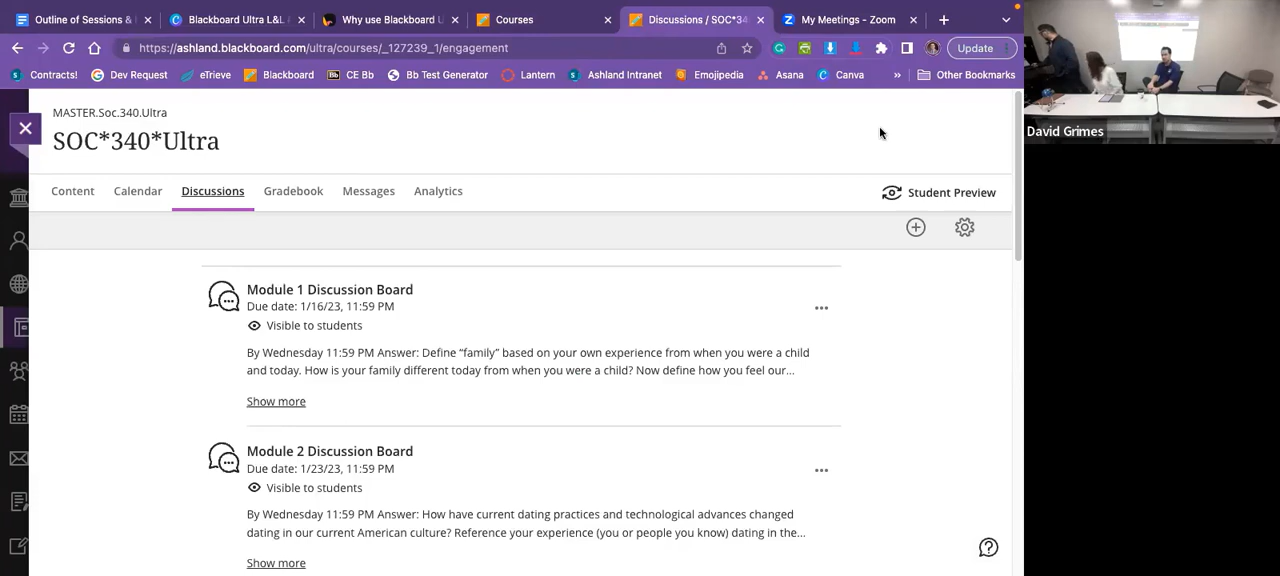 Outline of Sessions &
Blackboard Ultra L&L
Why use Blackboard U
Courses
Discussions / SOC*34
My Meetings - Zoom
https://ashland.blackboard.com/ultra/courses/_127239_1/engagement
Update
Contracts!
Dev Request
eTrieve
Blackboard
Bb
CE Bb
Bb Test Generator
Lantern
Ashland Intranet
Emojipedia
Asana
Canva
»
Other Bookmarks
David Grimes
MASTER.Soc.340.Ultra
SOC*340*Ultra
Content
Calendar
Discussions
Gradebook
Messages
Analytics
Student Preview
Module 1 Discussion Board
Due date: 1/16/23, 11:59 PM
Visible to students
By Wednesday 11:59 PM Answer: Define “family” based on your own experience from when you were a child
and today. How is your family different today from when you were a child? Now define how you feel our...
Show more
Module 2 Discussion Board
Due date: 1/23/23, 11:59 PM
Visible to students
By Wednesday 11:59 PM Answer: How have current dating practices and technological advances changed
dating in our current American culture? Reference your experience (you or people you know) dating in the...
Show more